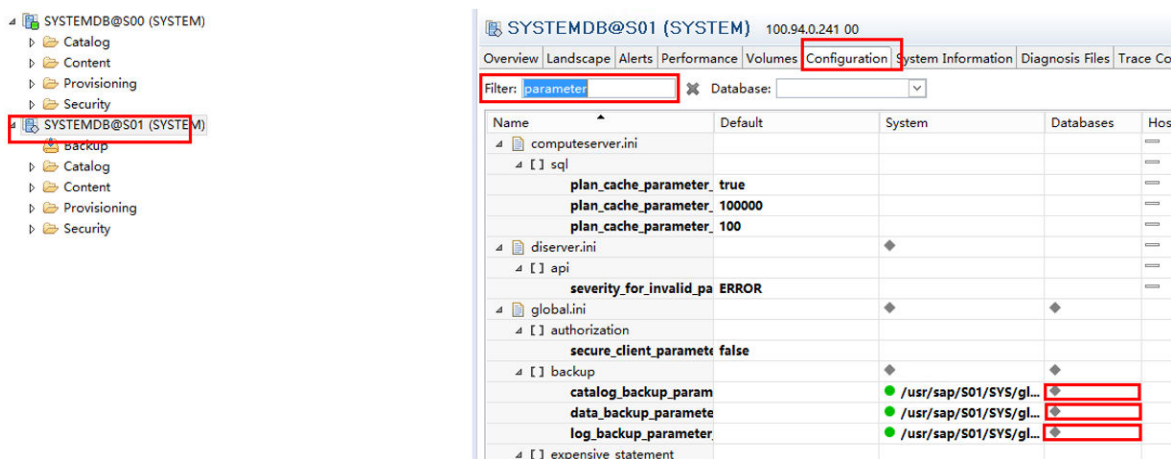 SYSTEMDB@S00 (SYSTEM)
Catalog
Content
Provisioning
Security
SYSTEMDB@S01 (SYSTEM)
Backup
Catalog
Content
Provisioning
Security
SYSTEMDB@S01 (SYSTEM) 100.94.0.241 00
Overview Landscape Alerts Performance Volumes Configuration System Information Diagnosis Files Trace Co
Filter: parameter Database:
Name Default System Databases Hos
computeserver.ini
[ ] sql
plan_cache_parameter_ true
plan_cache_parameter_ 100000
plan_cache_parameter_ 100
diserver.ini
[ ] api
severity_for_invalid_pa ERROR
global.ini
[ ] authorization
secure_client_paramete false
[ ] backup
catalog_backup_param /usr/sap/S01/SYS/gl...
data_backup_paramete /usr/sap/S01/SYS/gl...
log_backup_parameter_ /usr/sap/S01/SYS/gl...
[ ] expensive_statement